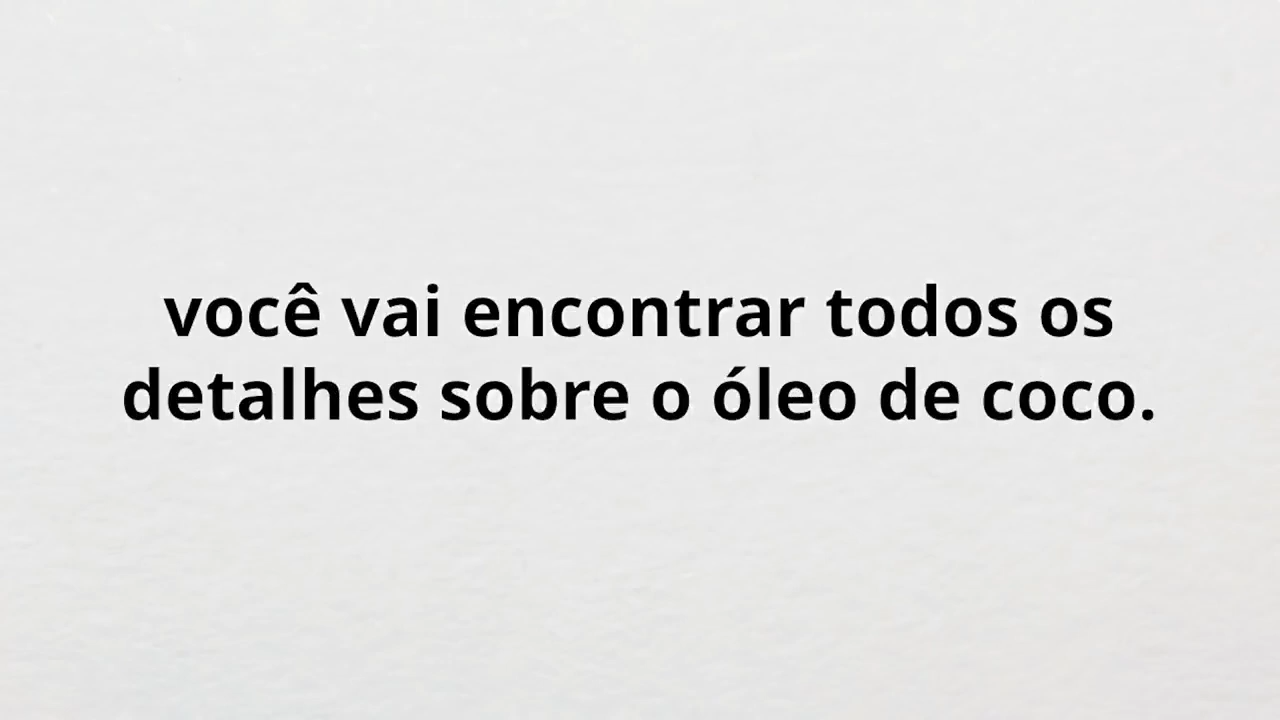 você vai encontrar todos os
detalhes sobre o óleo de coco.